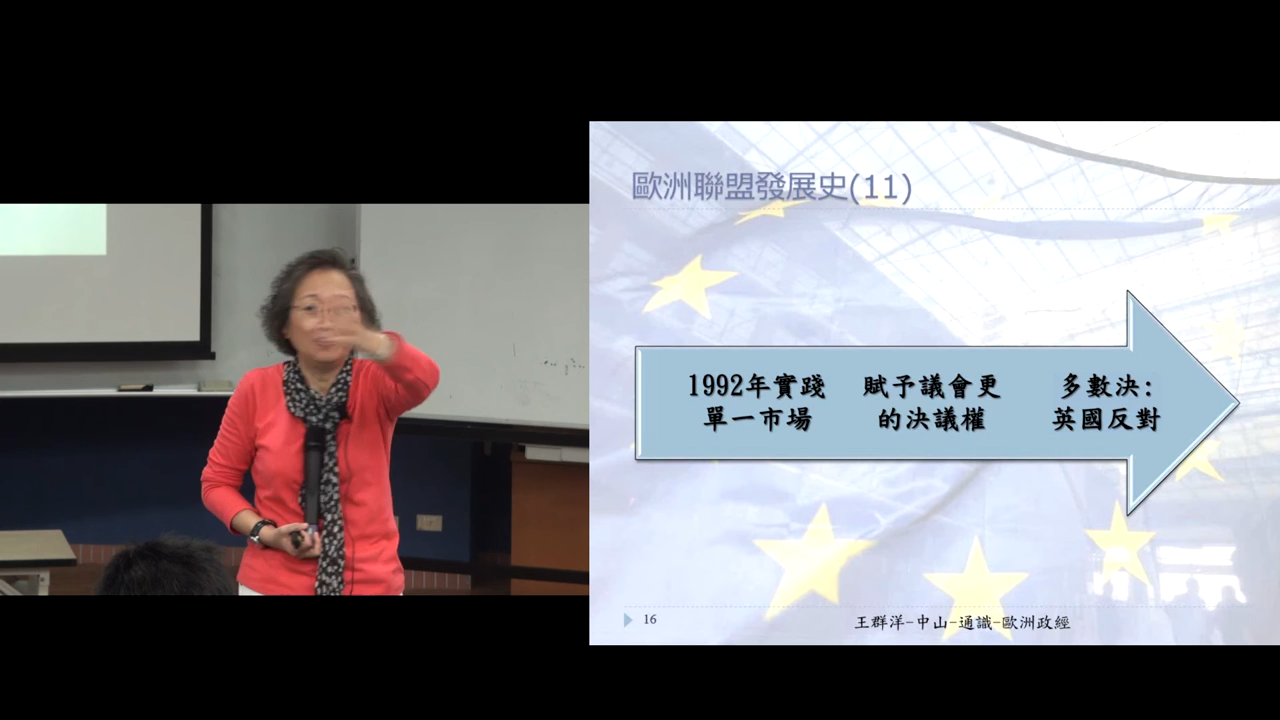 歐洲聯盟發展史(11)
1992年實踐
單一市場
賦予議會更
的決議權
多數決:
英國反對
16
王群洋-中山-通識-歐洲政經